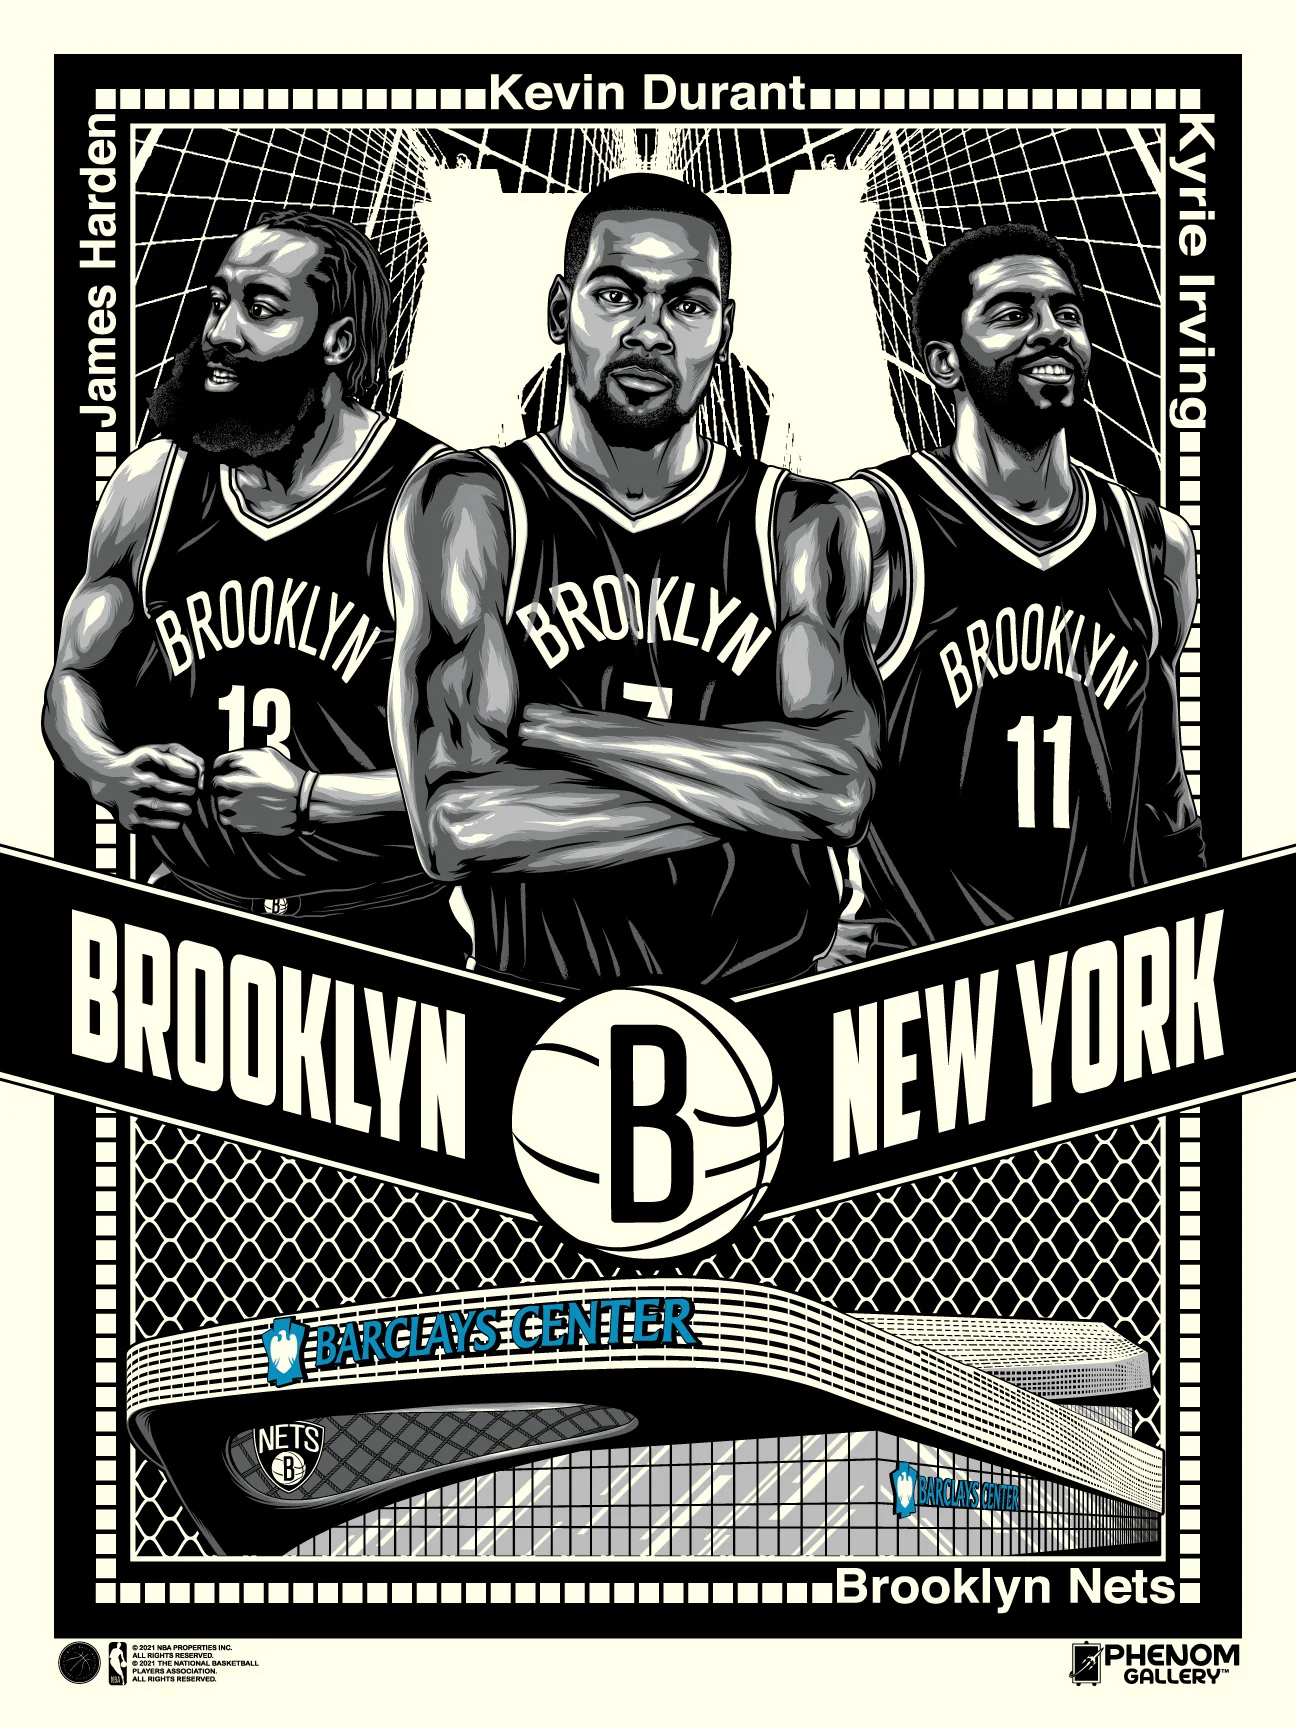 Kevin Durant
James Harden
Kyrie Irving
BROOKLYN
13
BROOKLYN
7
BROOKLYN
11
B
BROOKLYN
B
NEW YORK
BARCLAYS CENTER
NETS
B
BARCLAYS CENTER
Brooklyn Nets
© 2021 NBA PROPERTIES INC.
ALL RIGHTS RESERVED.
© 2021 THE NATIONAL BASKETBALL
PLAYERS ASSOCIATION.
ALL RIGHTS RESERVED.
PHENOM
GALLERY™